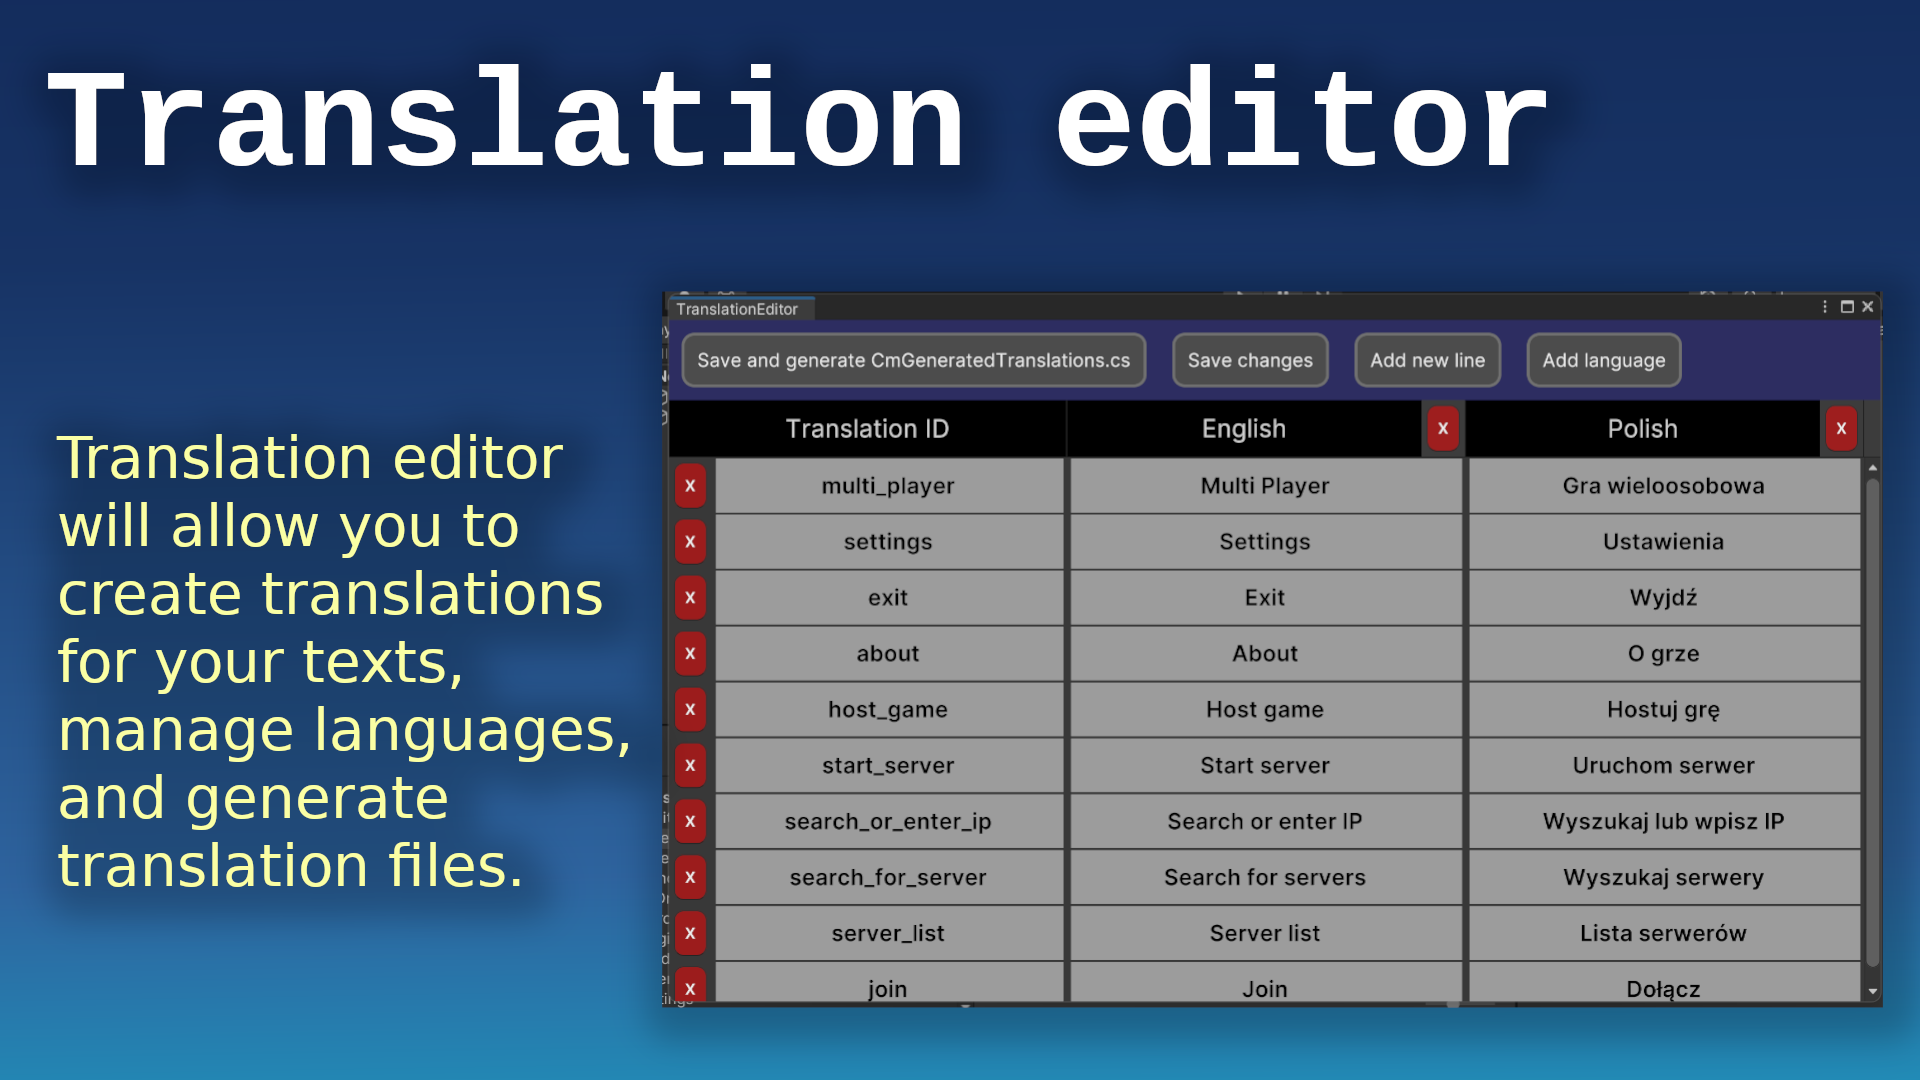 Translation editor
Translation editor
will allow you to
create translations
for your texts,
manage languages,
and generate
translation files.
TranslationEditor
Save and generate CmGeneratedTranslations.cs Save changes Add new line Add language
Translation ID English X Polish X
X multi_player Multi Player Gra wieloosobowa
X settings Settings Ustawienia
X exit Exit Wyjdź
X about About O grze
X host_game Host game Hostuj grę
X start_server Start server Uruchom serwer
X search_or_enter_ip Search or enter IP Wyszukaj lub wpisz IP
X search_for_server Search for servers Wyszukaj serwery
X server_list Server list Lista serwerów
X join Join Dołącz